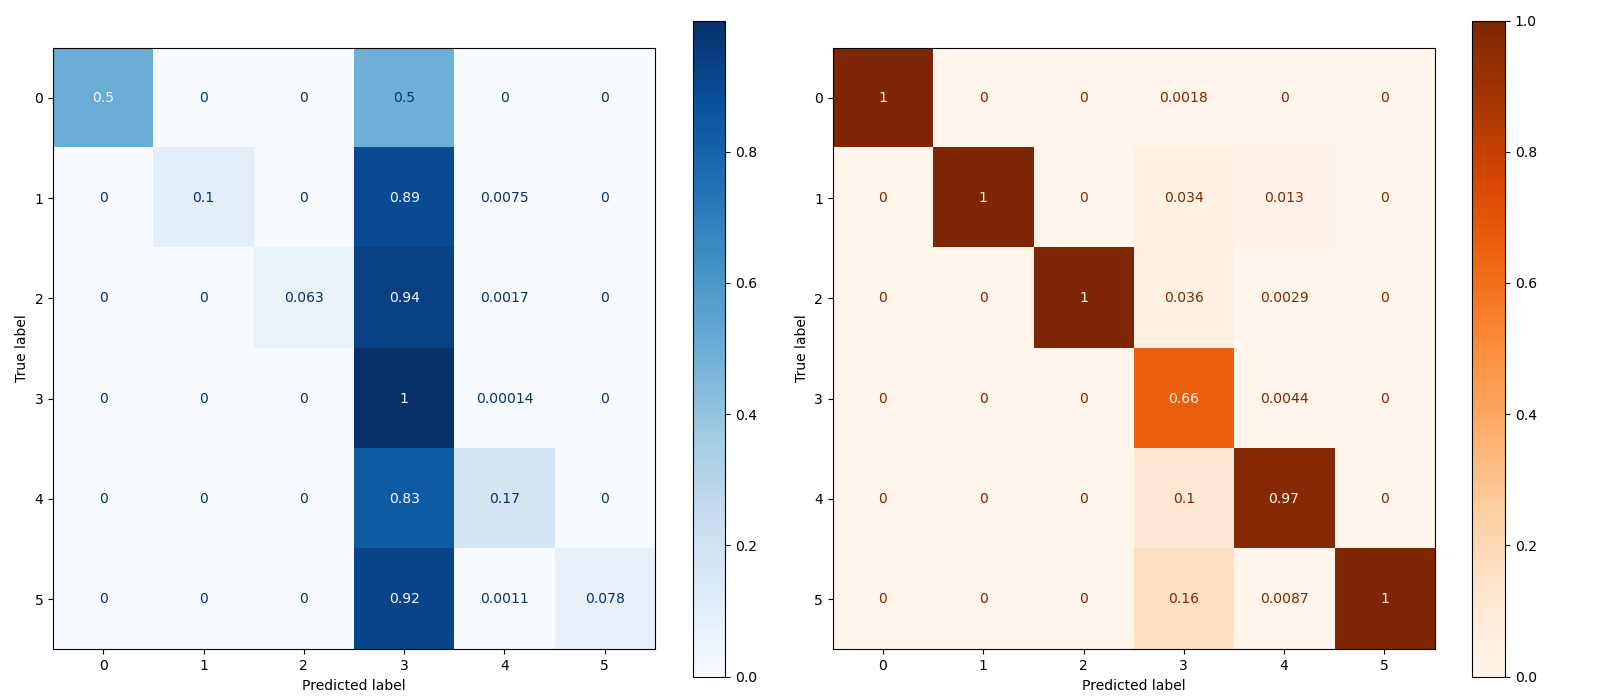 0 0.5 0 0 0.5 0 0
1 0 0.1 0 0.89 0.0075 0
2 0 0 0.063 0.94 0.0017 0
3 0 0 0 1 0.00014 0
4 0 0 0 0.83 0.17 0
5 0 0 0 0.92 0.0011 0.078
0 1 2 3 4 5
True label
Predicted label
0.8
0.6
0.4
0.2
0.0
0 1 0 0 0.0018 0 0
1 0 1 0 0.034 0.013 0
2 0 0 1 0.036 0.0029 0
3 0 0 0 0.66 0.0044 0
4 0 0 0 0.1 0.97 0
5 0 0 0 0.16 0.0087 1
0 1 2 3 4 5
True label
Predicted label
1.0
0.8
0.6
0.4
0.2
0.0